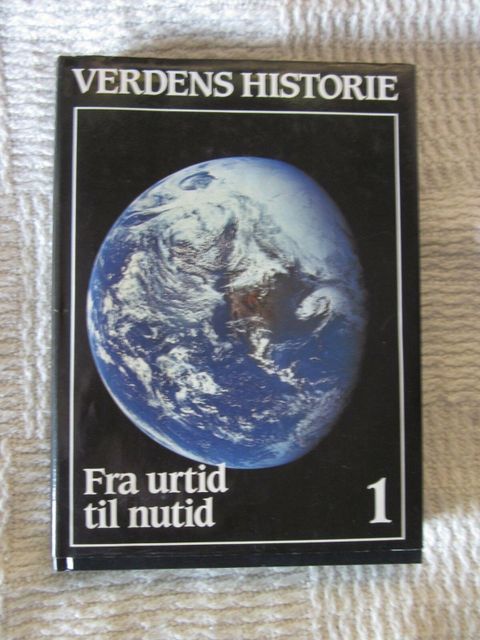 VERDENS HISTORIE
Fra urtid
til nutid
1